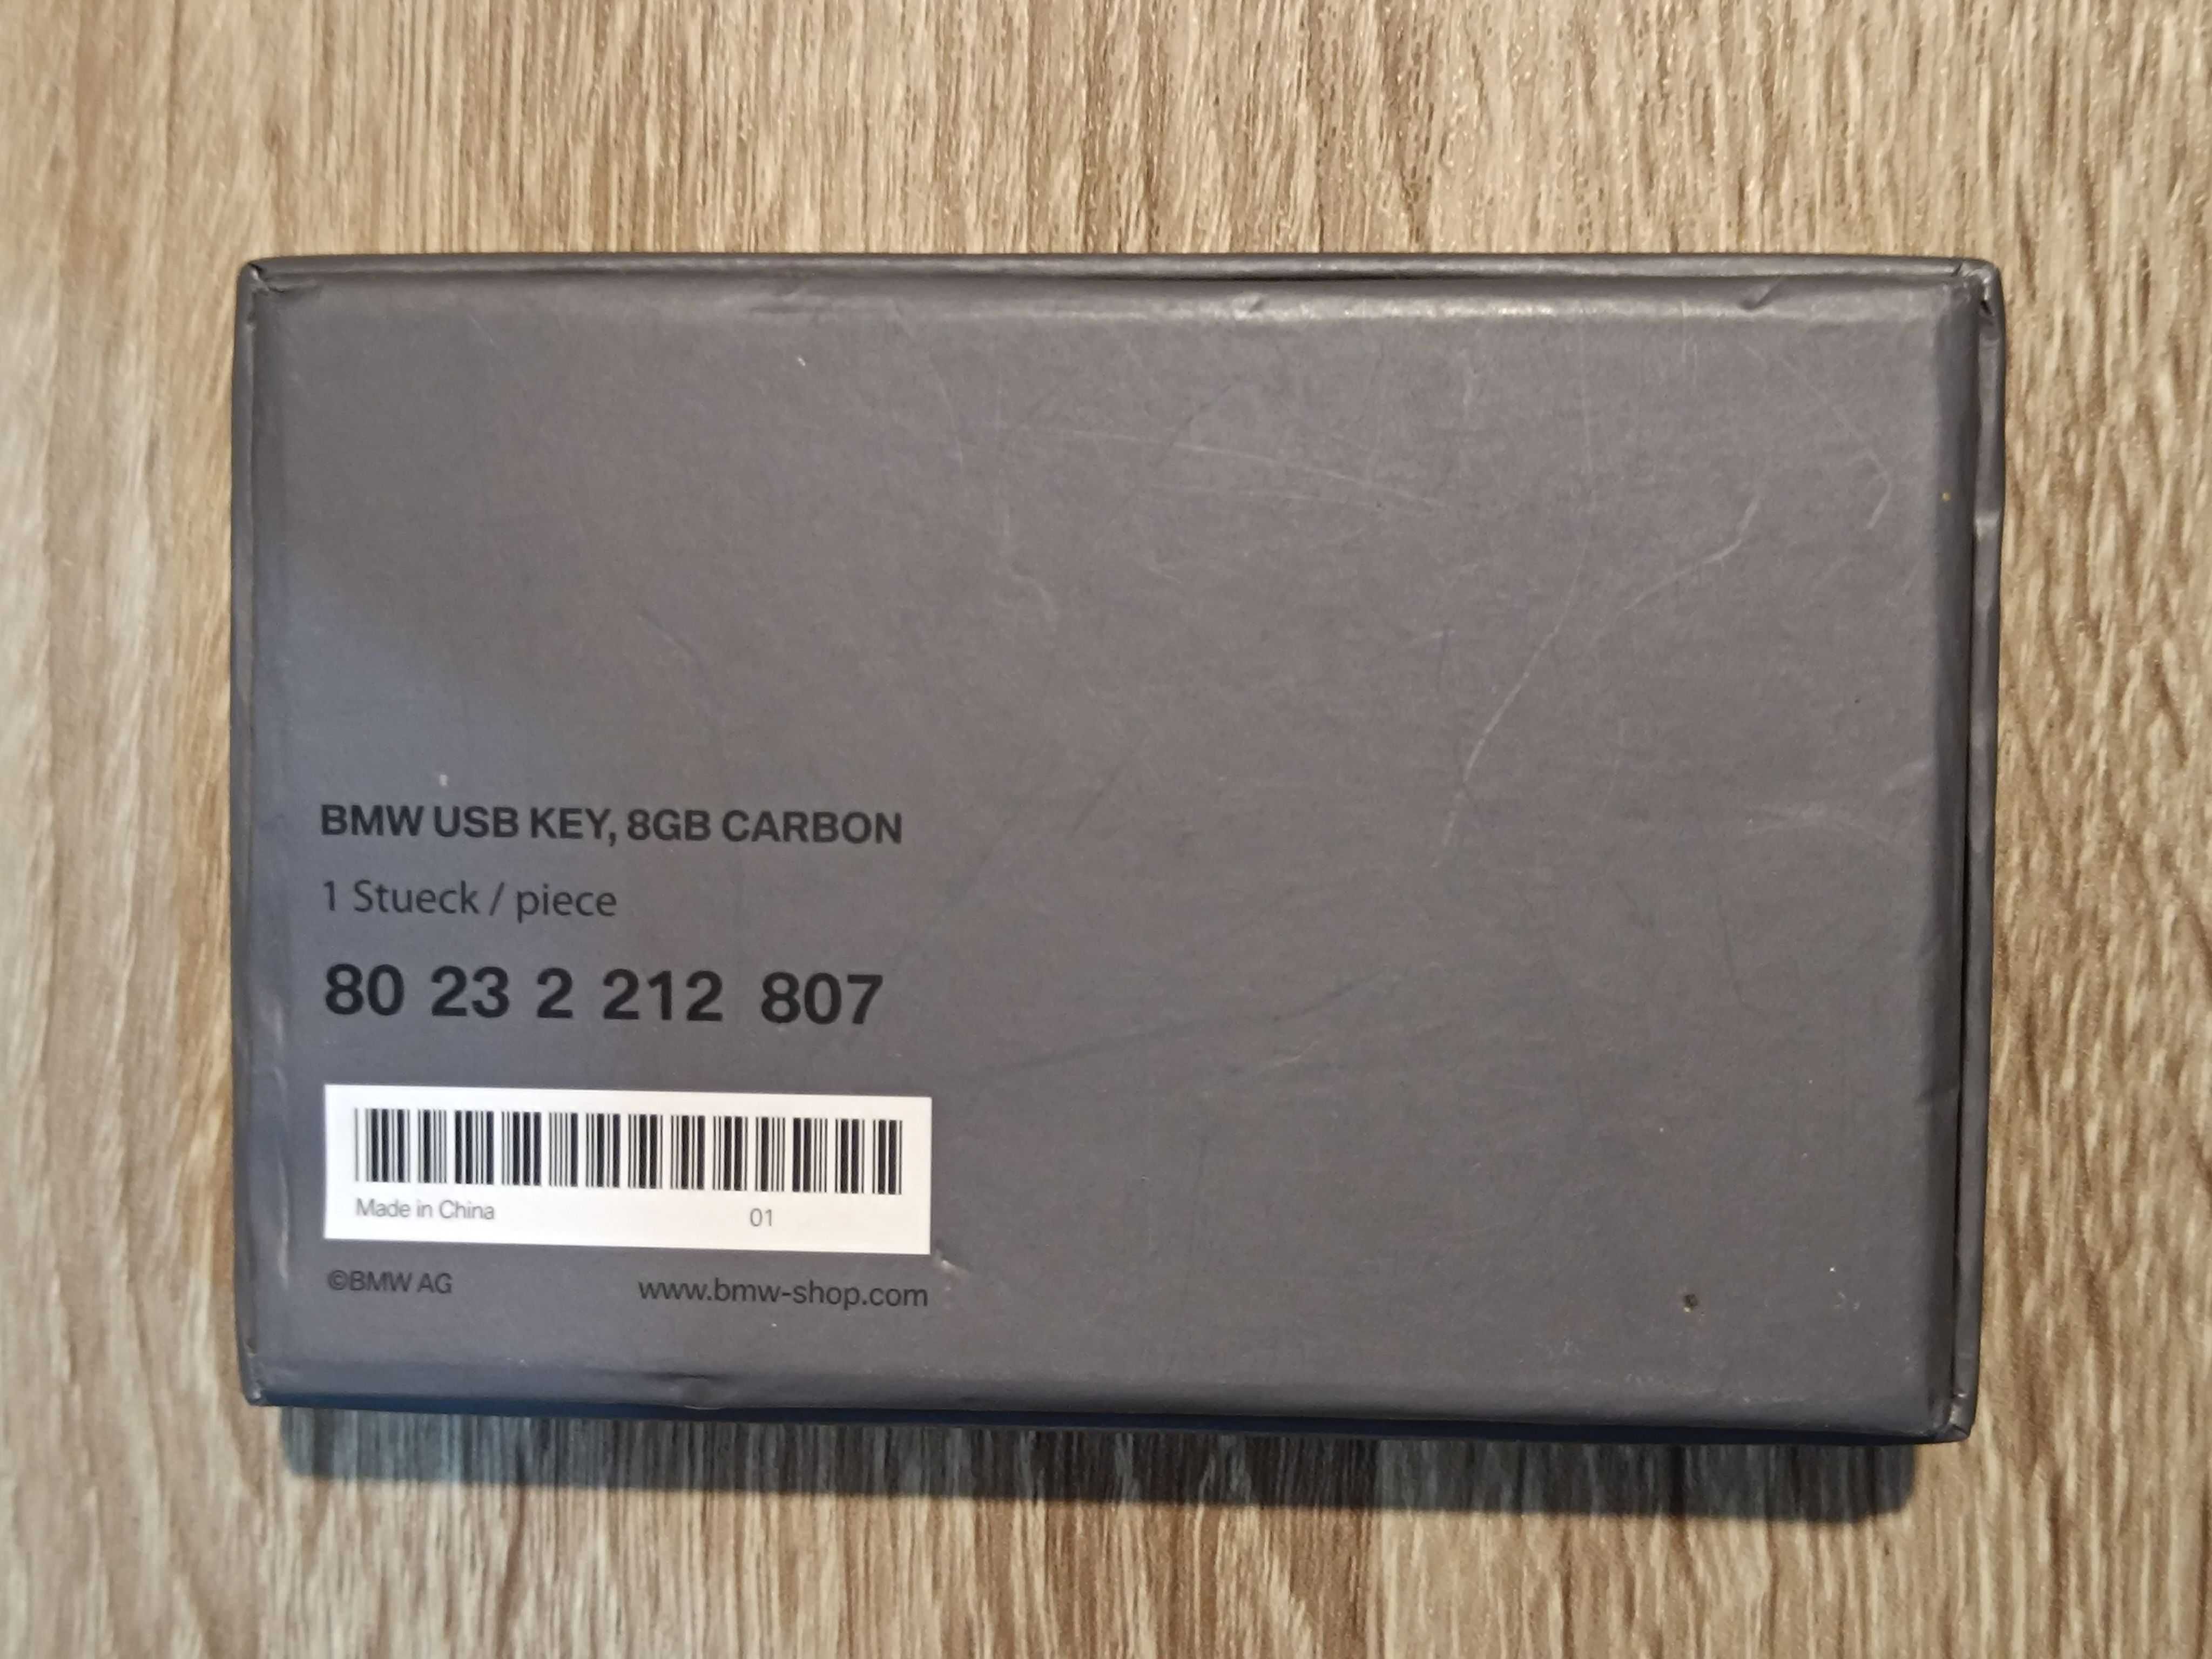 BMW USB KEY, 8GB CARBON
1 Stueck / piece
80 23 2 212 807
Made in China 01
©BMW AG www.bmw-shop.com